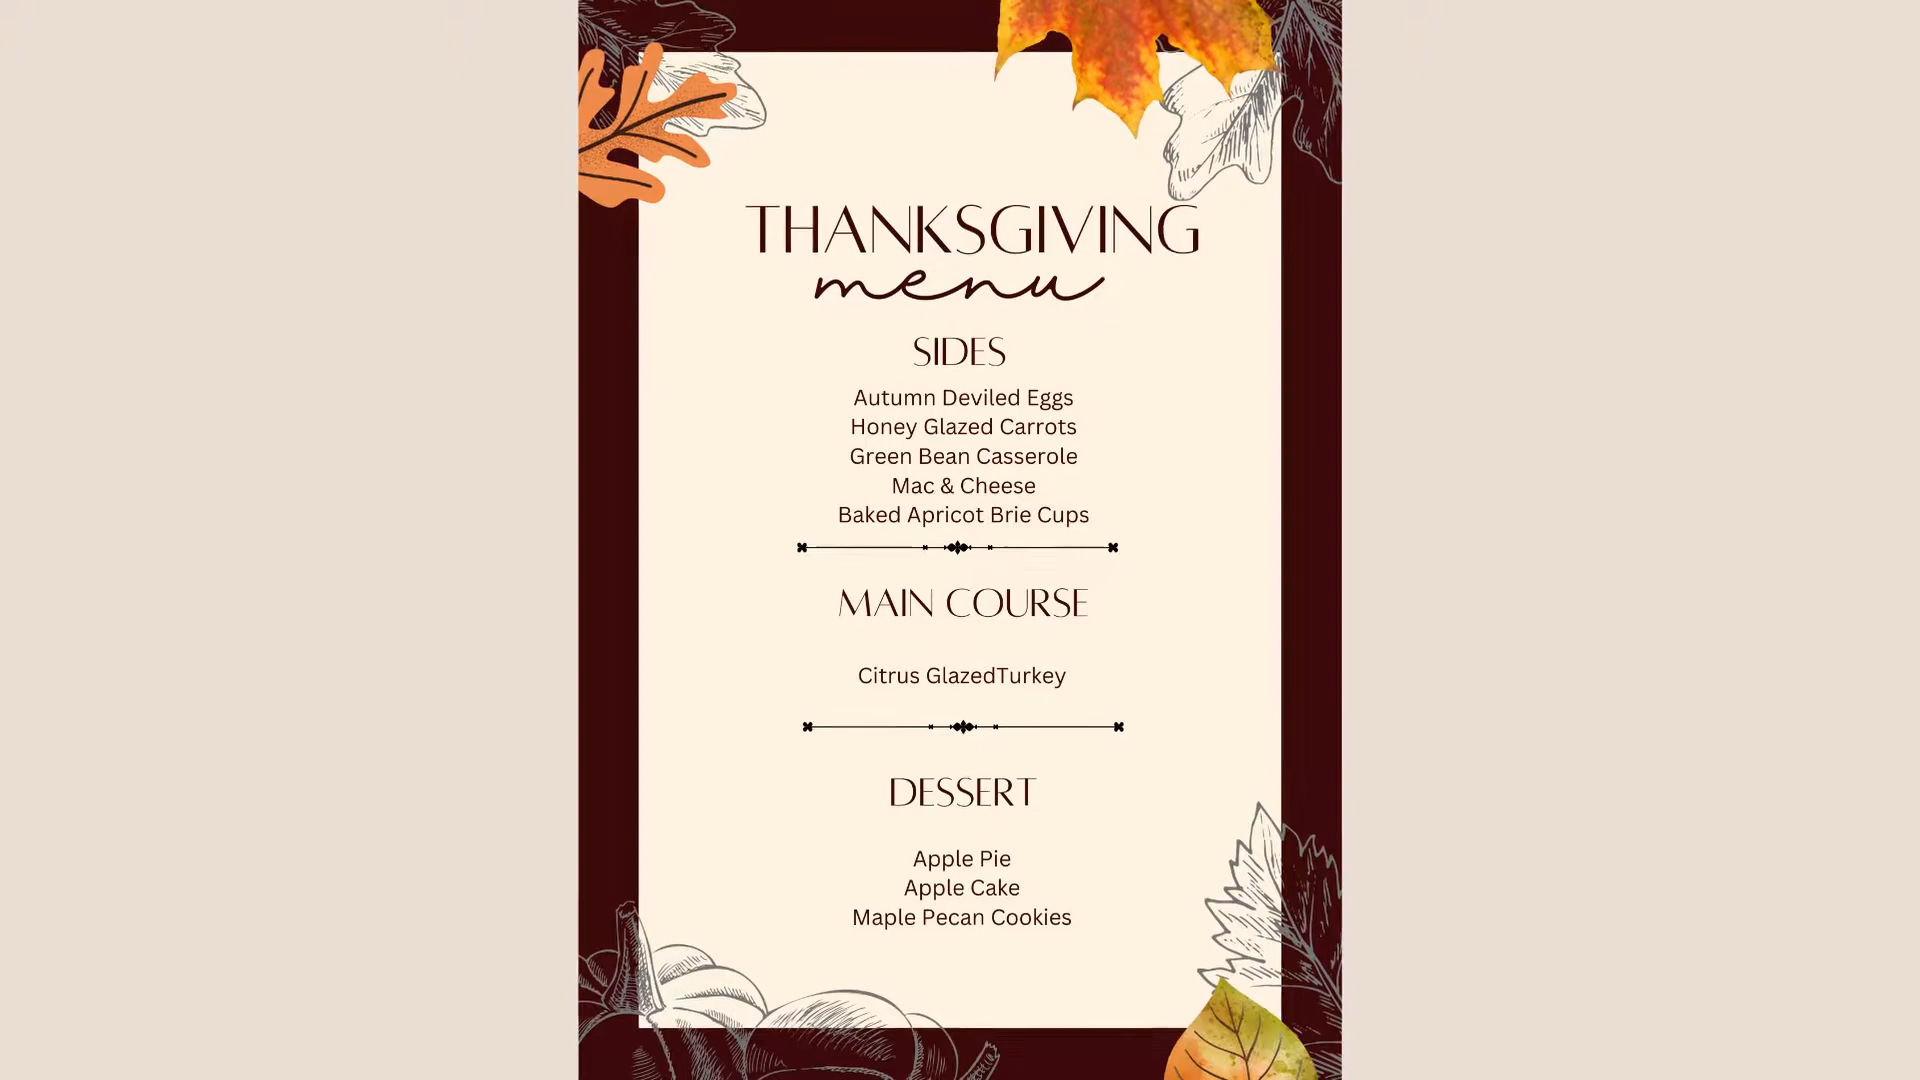 THANKSGIVING
menu
SIDES
Autumn Deviled Eggs
Honey Glazed Carrots
Green Bean Casserole
Mac & Cheese
Baked Apricot Brie Cups
MAIN COURSE
Citrus GlazedTurkey
DESSERT
Apple Pie
Apple Cake
Maple Pecan Cookies